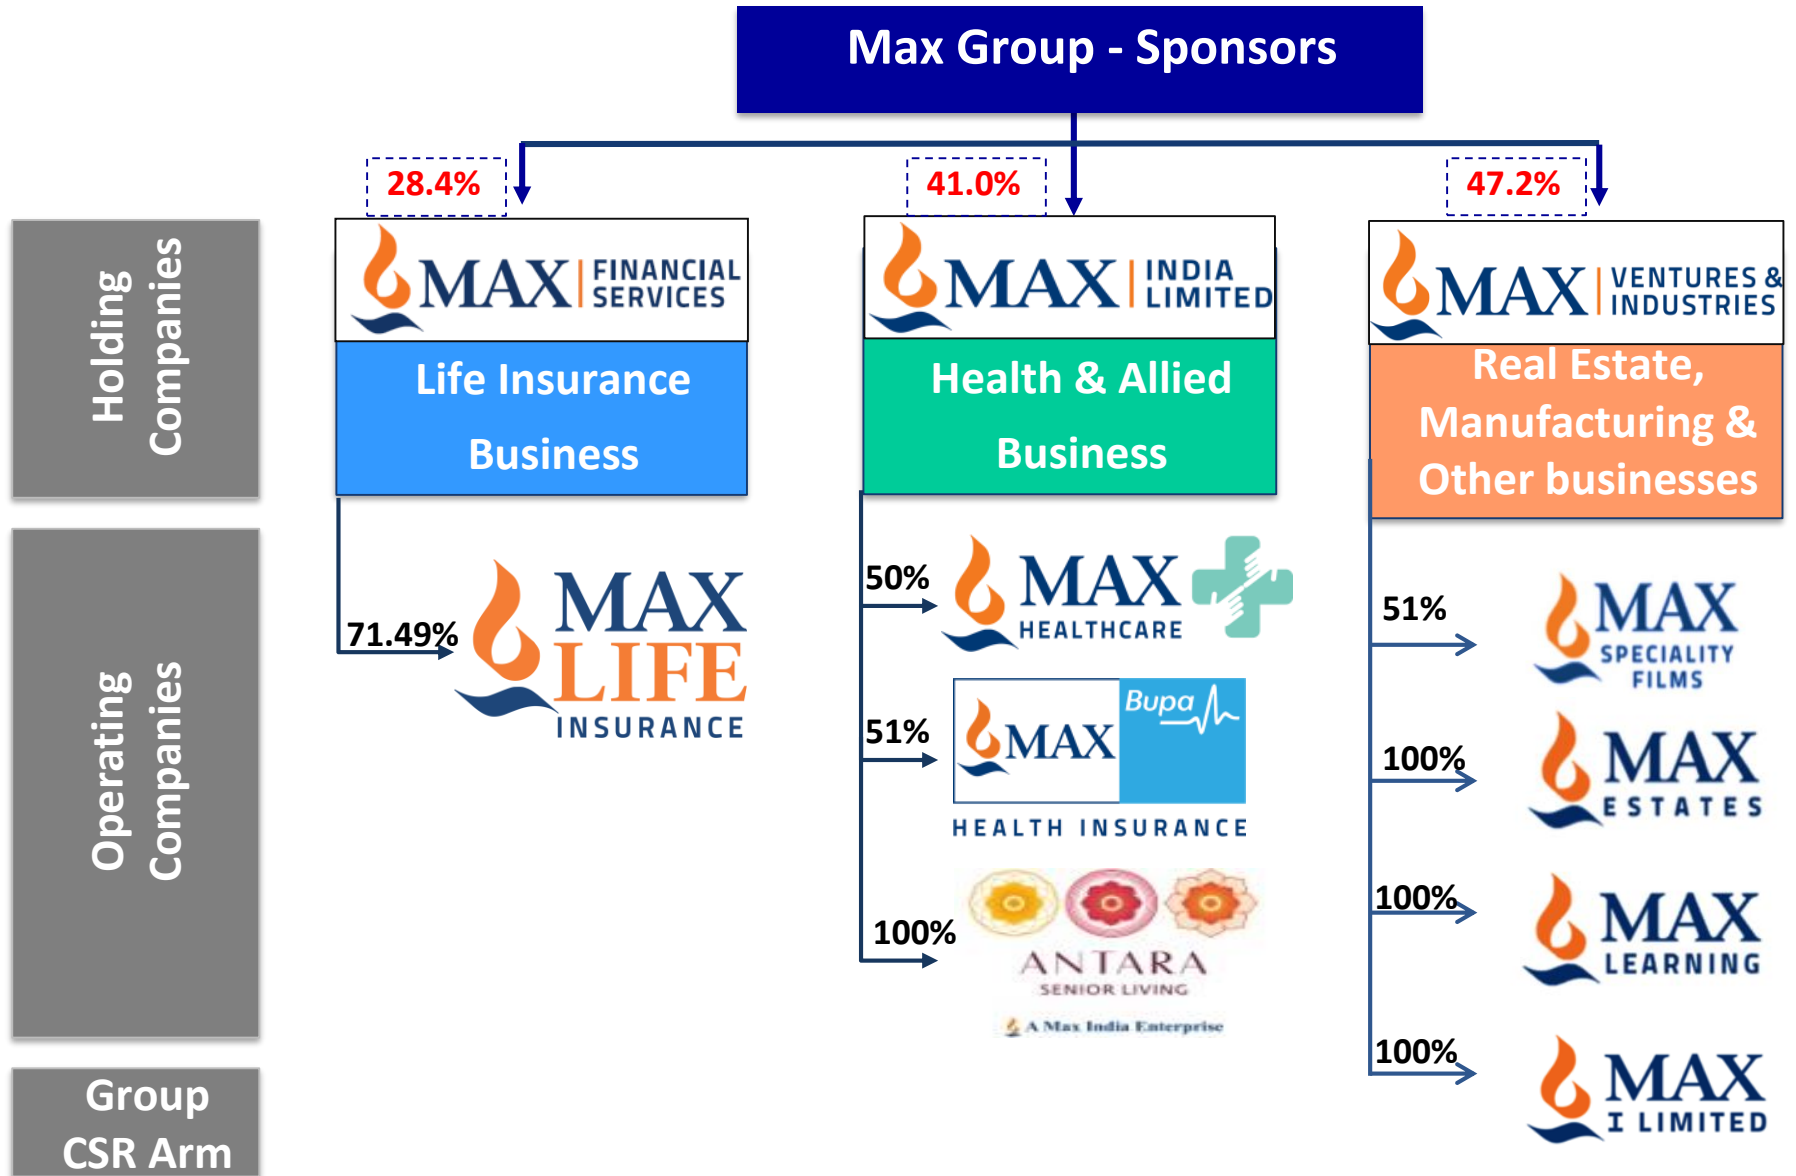 Max Group - Sponsors
28.4%
41.0%
47.2%
Holding
Companies
MAX FINANCIAL
SERVICES
Life Insurance
Business
MAX INDIA
LIMITED
Health & Allied
Business
MAX VENTURES &
INDUSTRIES
Real Estate,
Manufacturing &
Other businesses
Operating
Companies
71.49%
MAX
LIFE
INSURANCE
50%
MAX
HEALTHCARE
51%
MAX
Bupa
HEALTH INSURANCE
100%
ANTARA
SENIOR LIVING
A Max India Enterprise
51%
MAX
SPECIALITY
FILMS
100%
MAX
ESTATES
100%
MAX
LEARNING
100%
MAX
I LIMITED
Group
CSR Arm